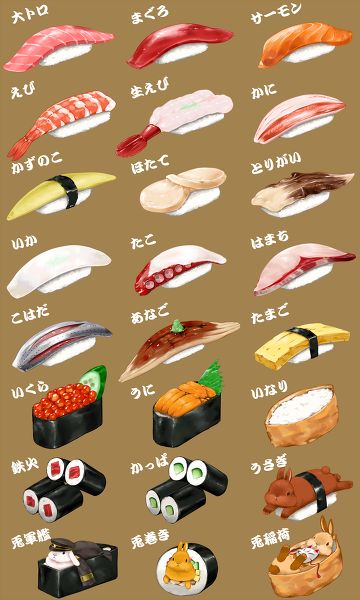 大トロ
まぐろ
サーモン
えび
生えび
かに
かずのこ
ほたて
とりがい
いか
たこ
はまち
こはだ
あなご
たまご
いくら
うに
いなり
鉄火
かっぱ
うさぎ
兎軍艦
兎巻き
兎稲荷